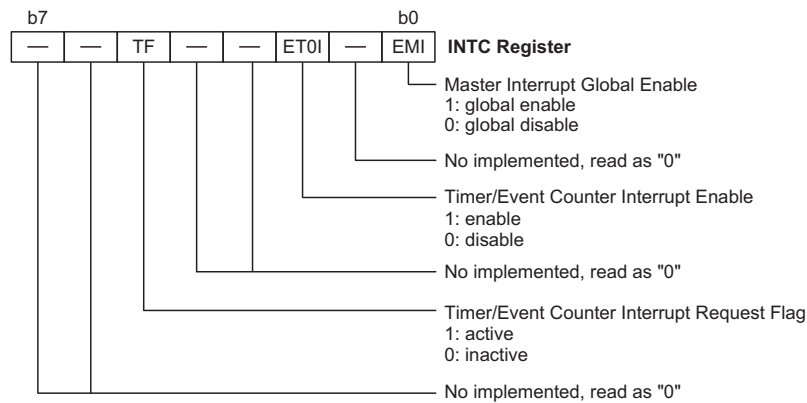 b7 b0
— — TF — — ET0I — EMI INTC Register
Master Interrupt Global Enable
1: global enable
0: global disable
No implemented, read as "0"
Timer/Event Counter Interrupt Enable
1: enable
0: disable
No implemented, read as "0"
Timer/Event Counter Interrupt Request Flag
1: active
0: inactive
No implemented, read as "0"